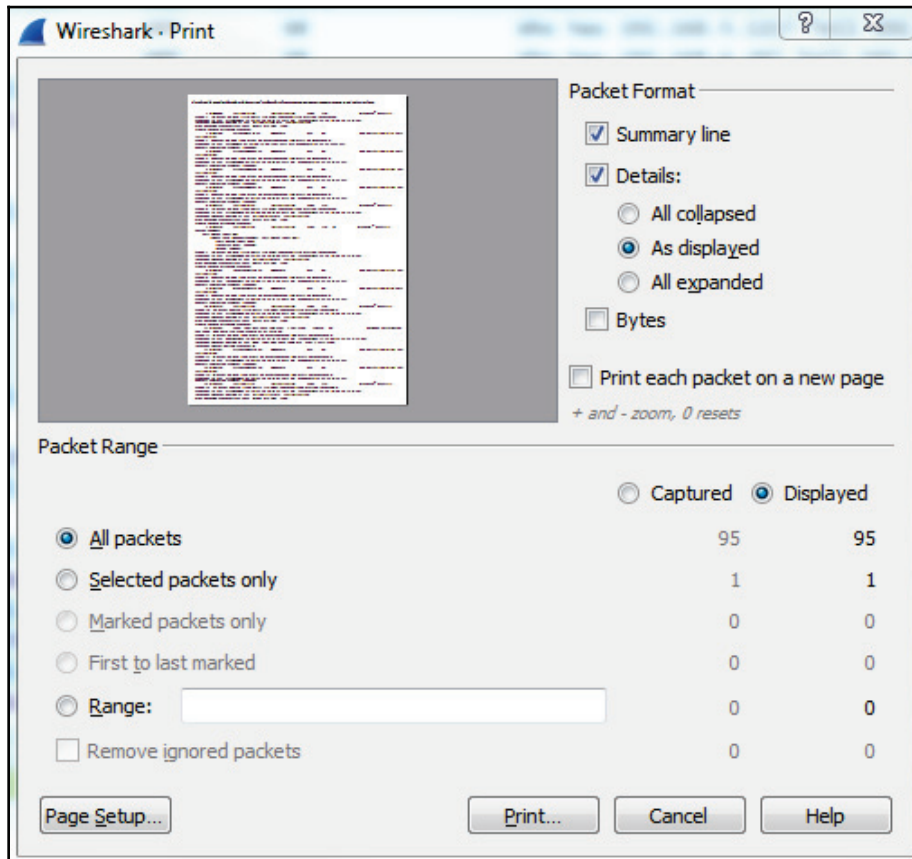 Wireshark · Print
Packet Format
Summary line
Details:
All collapsed
As displayed
All expanded
Bytes
Print each packet on a new page
+ and - zoom, 0 resets
Packet Range
Captured Displayed
All packets 95 95
Selected packets only 1 1
Marked packets only 0 0
First to last marked 0 0
Range: 0 0
Remove ignored packets 0 0
Page Setup... Print... Cancel Help